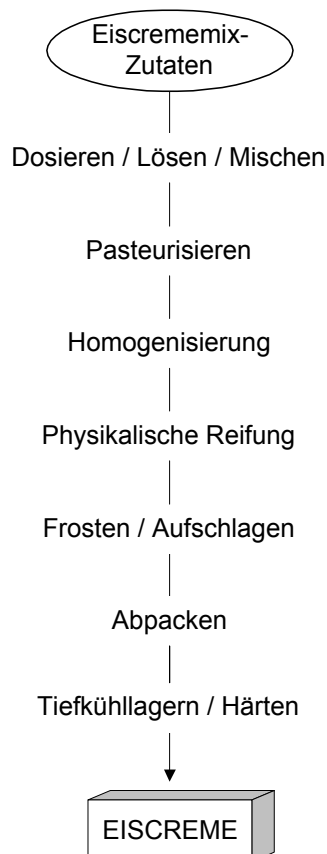 Eiscrememix-
Zutaten
Dosieren / Lösen / Mischen
Pasteurisieren
Homogenisierung
Physikalische Reifung
Frosten / Aufschlagen
Abpacken
Tiefkühllagern / Härten
EISCREME